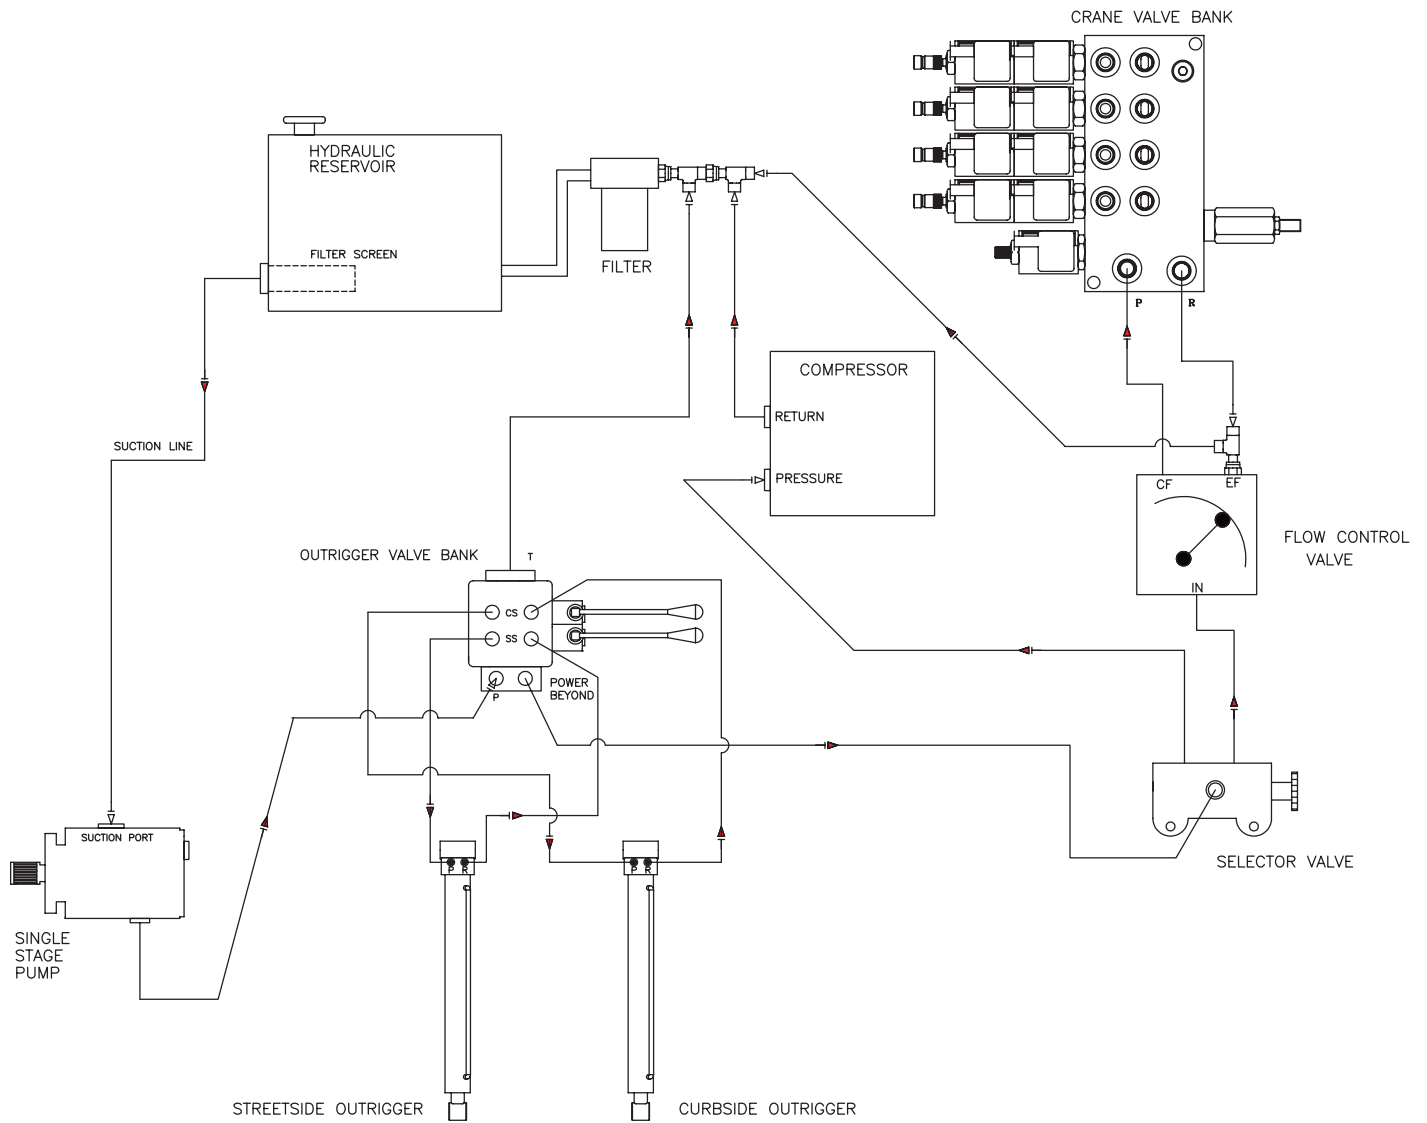 CRANE VALVE BANK
HYDRAULIC
RESERVOIR
FILTER SCREEN
FILTER
P
R
COMPRESSOR
RETURN
PRESSURE
SUCTION LINE
CF
EF
FLOW CONTROL
VALVE
IN
OUTRIGGER VALVE BANK
T
CS
SS
POWER
BEYOND
P
SUCTION PORT
SELECTOR VALVE
P R
P R
SINGLE
STAGE
PUMP
STREETSIDE OUTRIGGER
CURBSIDE OUTRIGGER